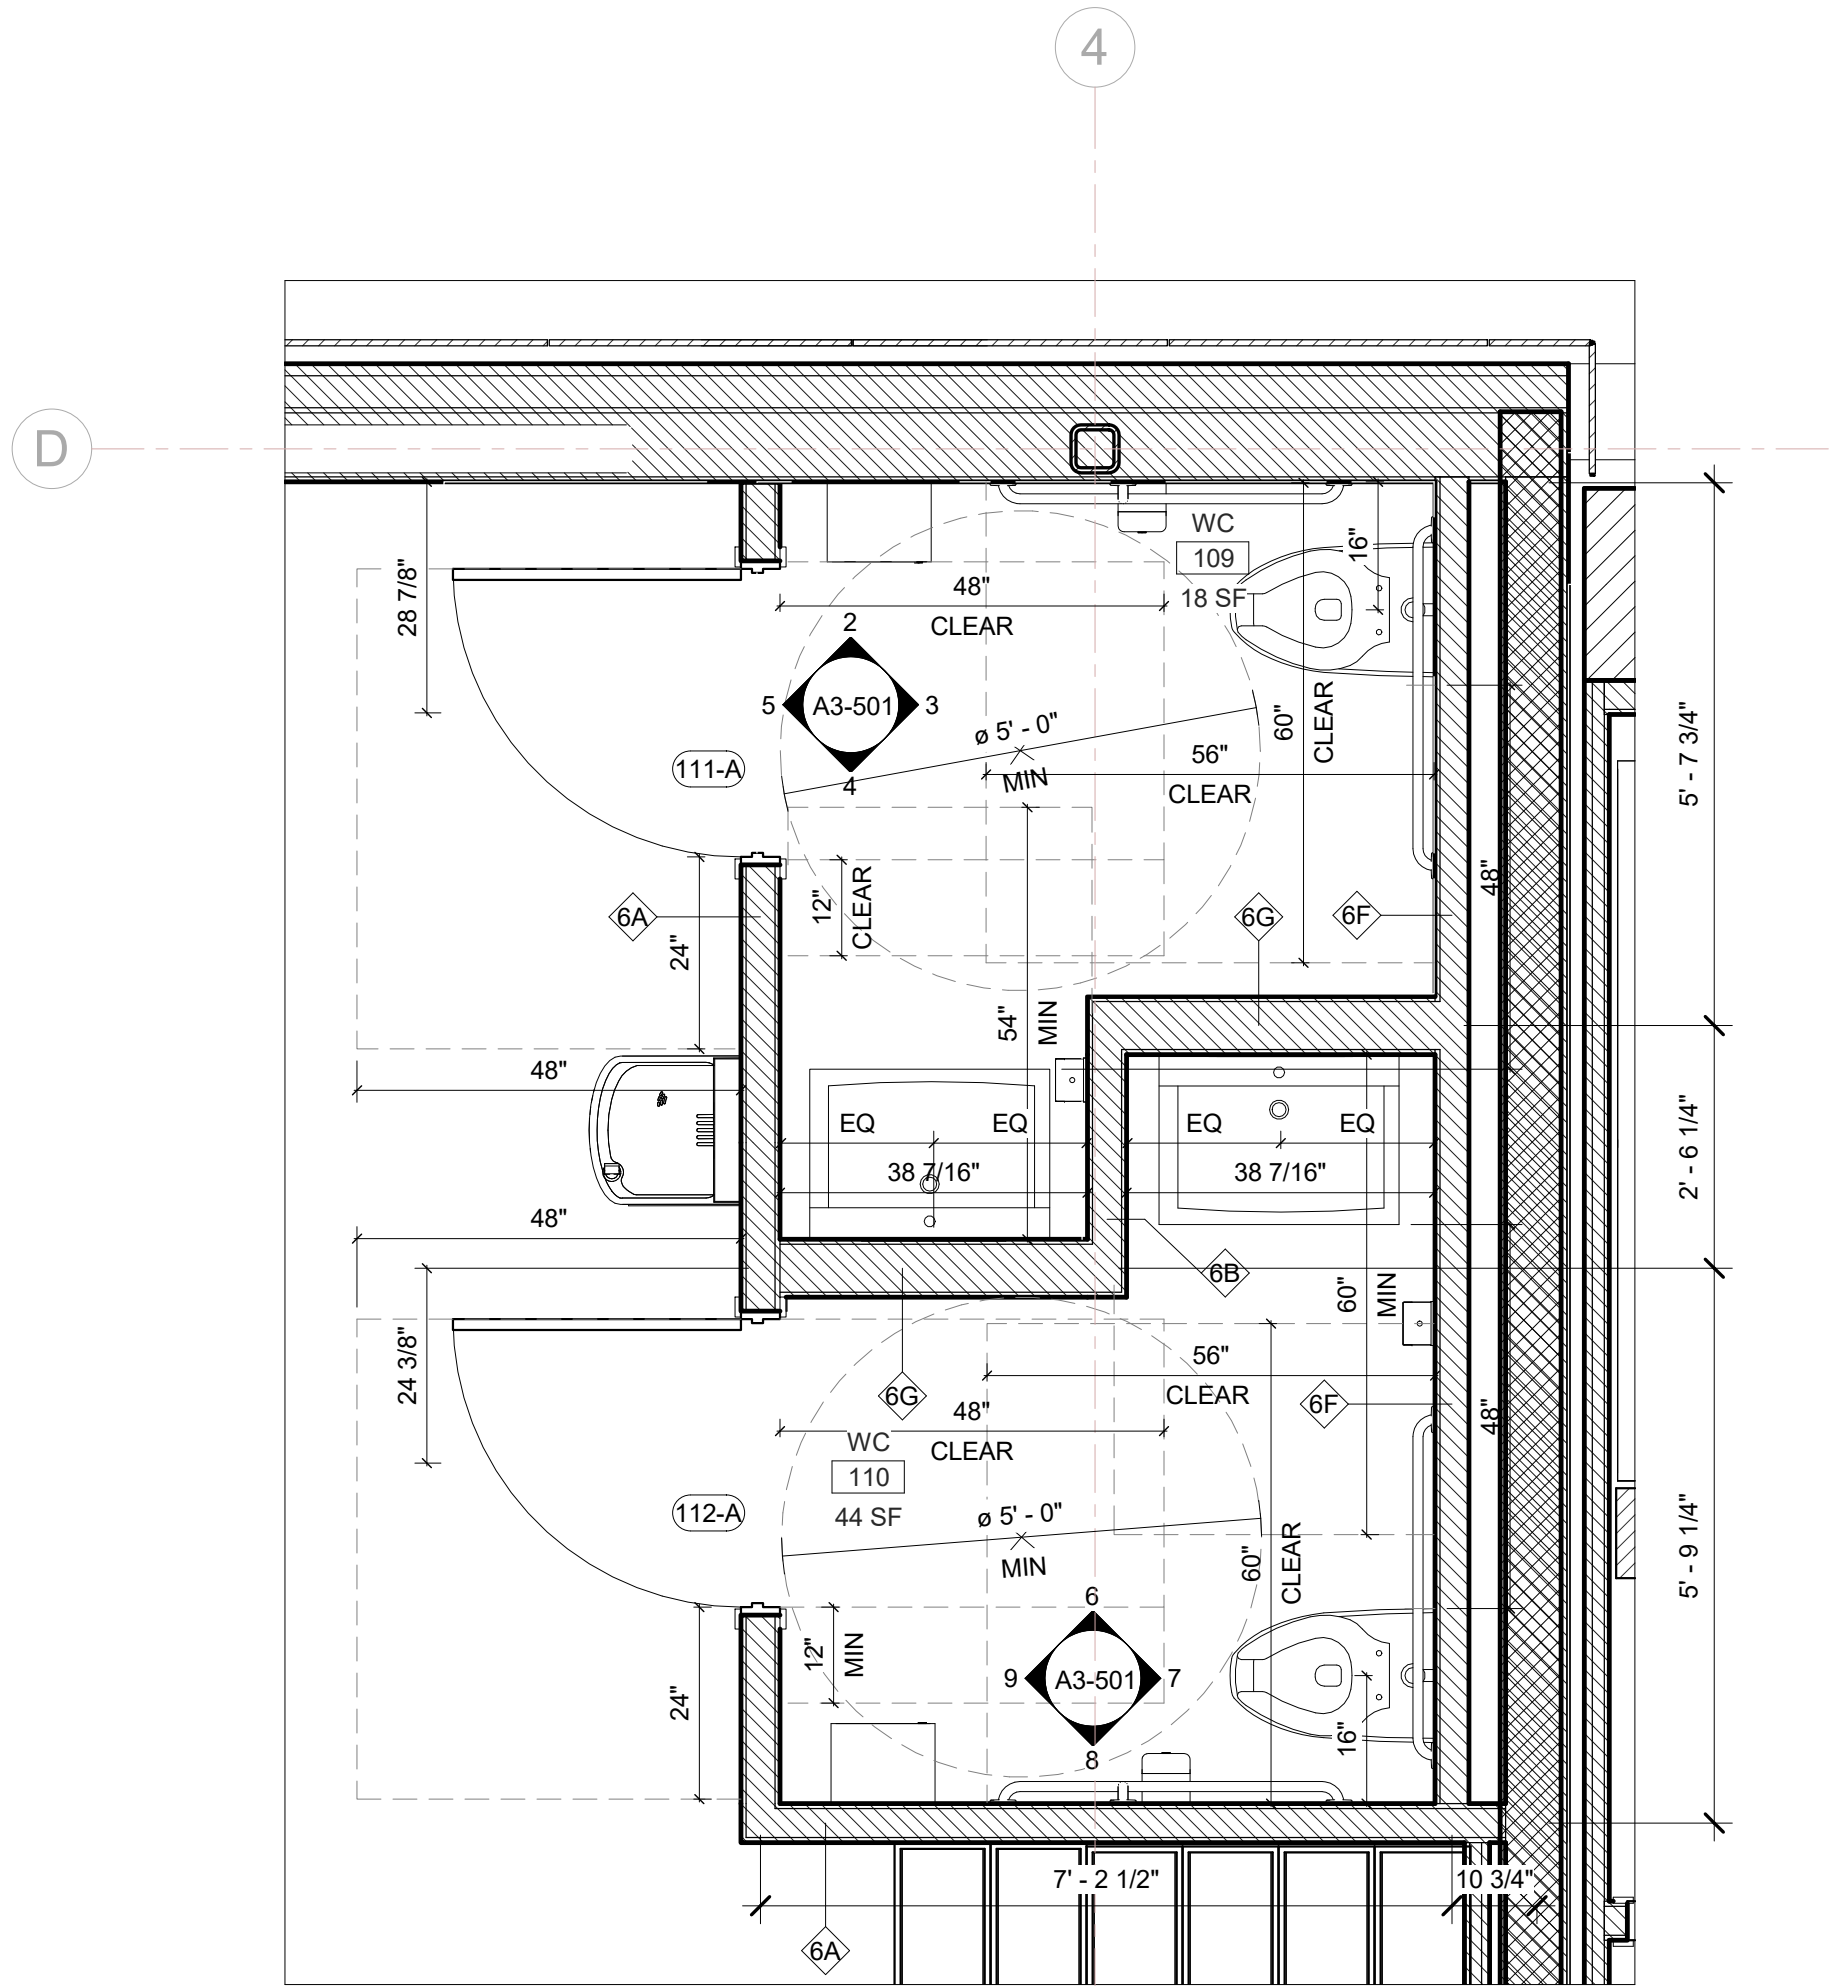 4
D
WC
109
18 SF
16"
28 7/8"
48"
CLEAR
2
5
A3-501
3
4
ø 5' - 0"
MIN
60"
CLEAR
56"
CLEAR
5' - 7 3/4"
111-A
12"
CLEAR
48"
6A
24"
6G
6F
54"
MIN
48"
EQ
EQ
EQ
EQ
38 7/16"
38 7/16"
2' - 6 1/4"
48"
6B
60"
MIN
24 3/8"
56"
CLEAR
6G
48"
CLEAR
6F
48"
WC
110
44 SF
112-A
ø 5' - 0"
MIN
60"
CLEAR
5' - 9 1/4"
6
9
A3-501
7
8
12"
MIN
24"
16"
7' - 2 1/2"
10 3/4"
6A